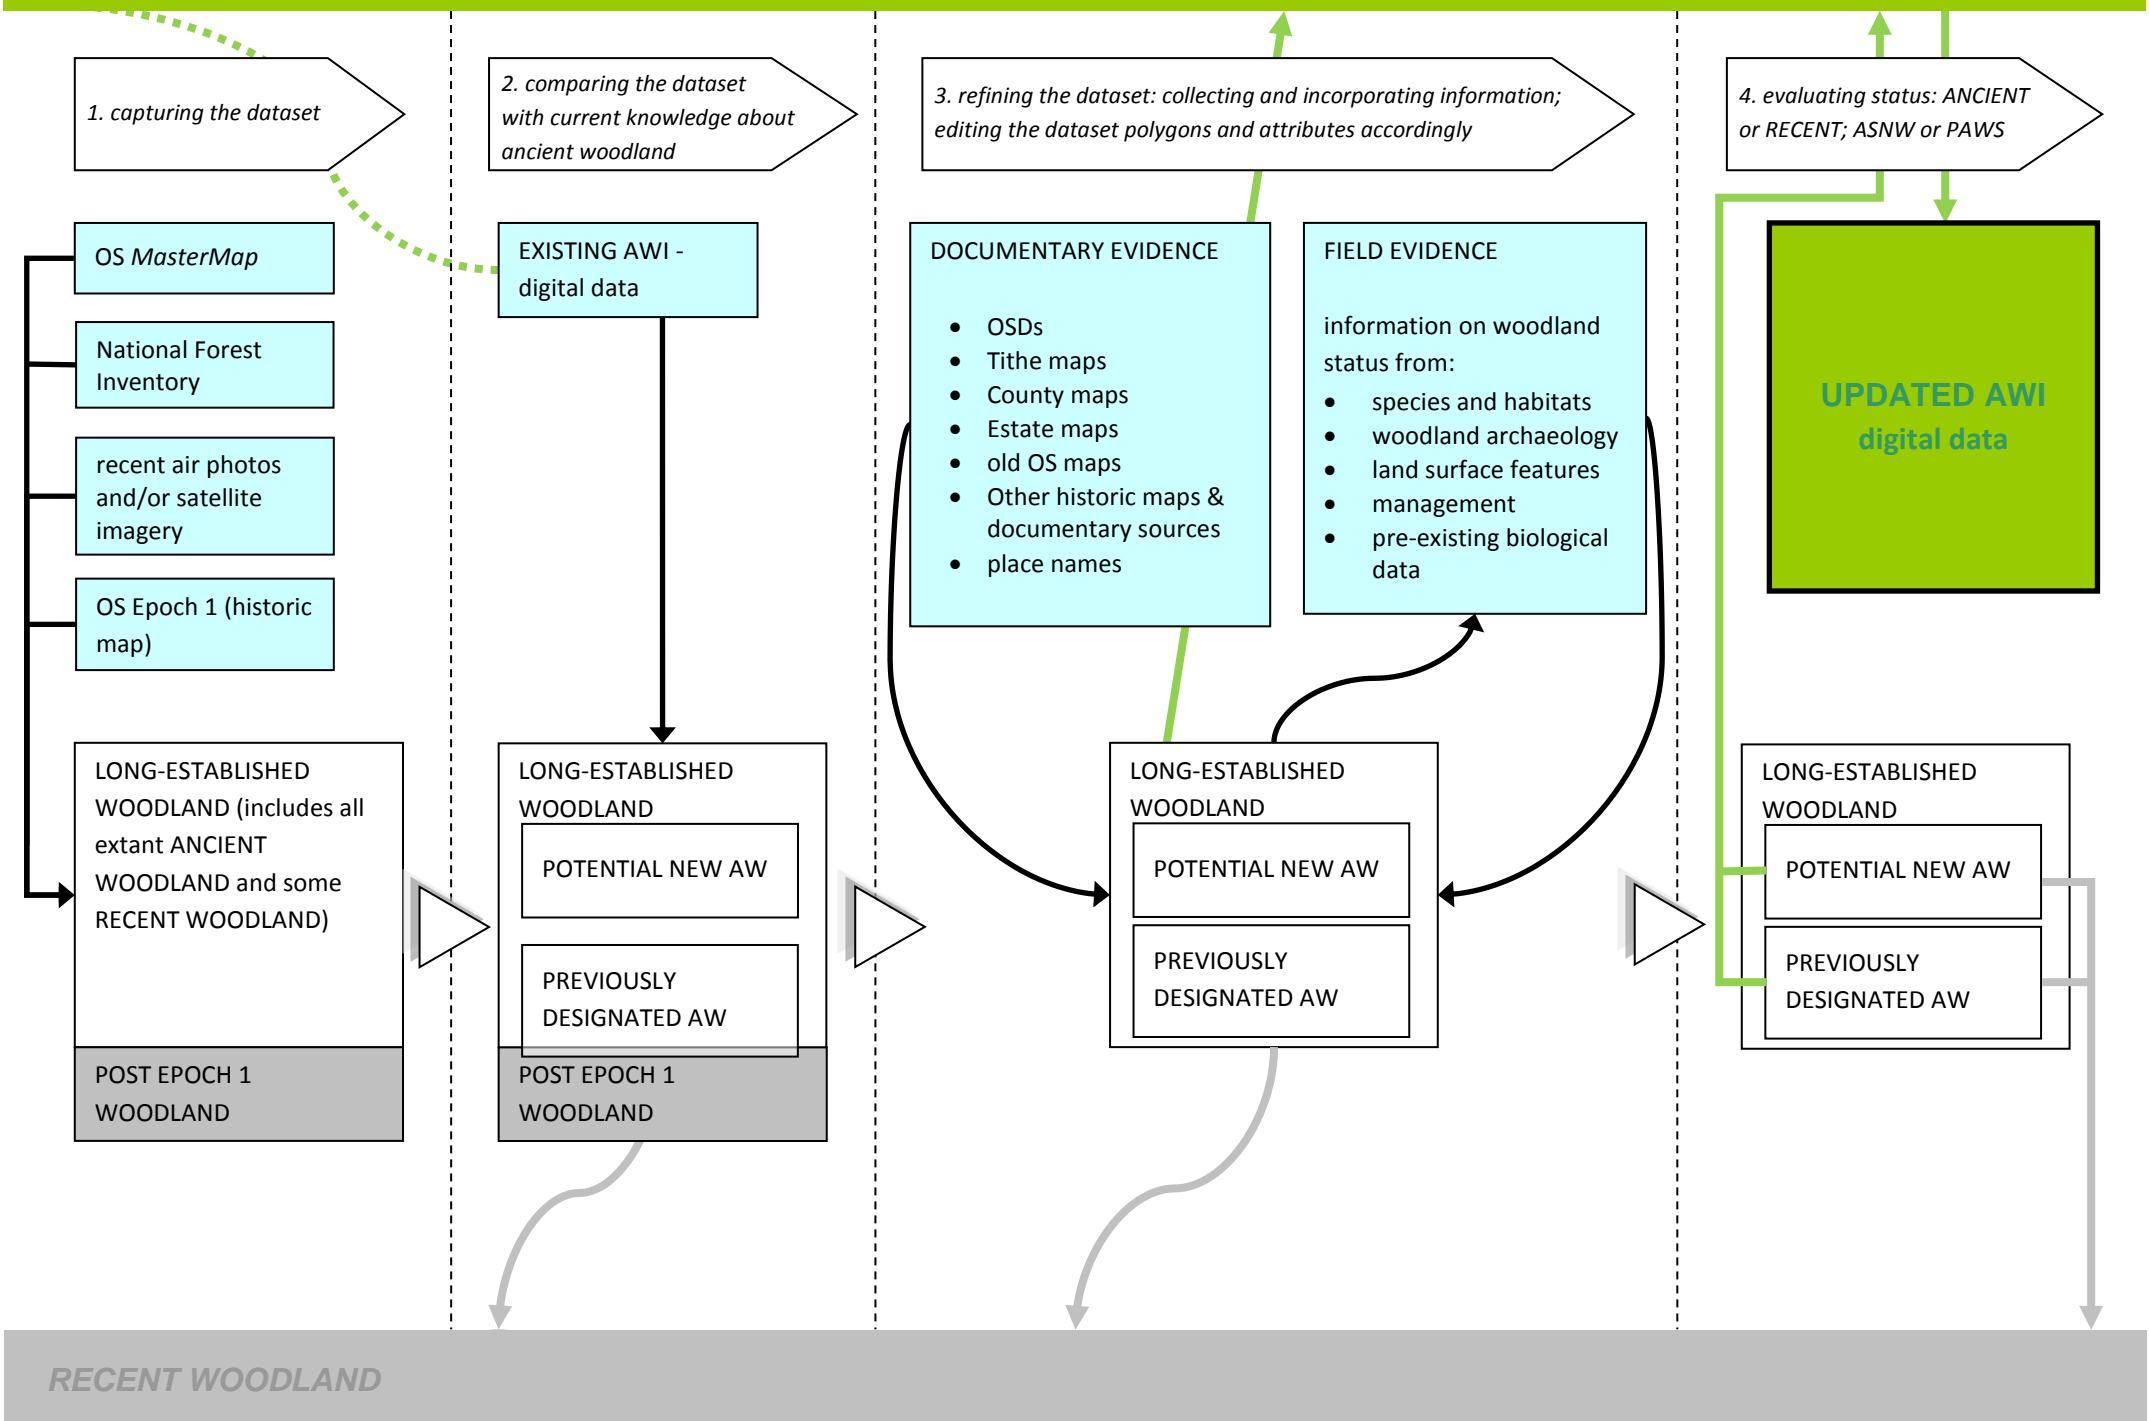 1. capturing the dataset
2. comparing the dataset
with current knowledge about
ancient woodland
3. refining the dataset: collecting and incorporating information;
editing the dataset polygons and attributes accordingly
4. evaluating status: ANCIENT
or RECENT; ASNW or PAWS
OS MasterMap
National Forest
Inventory
recent air photos
and/or satellite
imagery
OS Epoch 1 (historic
map)
LONG-ESTABLISHED
WOODLAND (includes all
extant ANCIENT
WOODLAND and some
RECENT WOODLAND)
POST EPOCH 1
WOODLAND
EXISTING AWI -
digital data
LONG-ESTABLISHED
WOODLAND
POTENTIAL NEW AW
PREVIOUSLY
DESIGNATED AW
POST EPOCH 1
WOODLAND
DOCUMENTARY EVIDENCE
• OSDs
• Tithe maps
• County maps
• Estate maps
• old OS maps
• Other historic maps &
documentary sources
• place names
FIELD EVIDENCE
information on woodland
status from:
• species and habitats
• woodland archaeology
• land surface features
• management
• pre-existing biological
data
LONG-ESTABLISHED
WOODLAND
POTENTIAL NEW AW
PREVIOUSLY
DESIGNATED AW
UPDATED AWI
digital data
LONG-ESTABLISHED
WOODLAND
POTENTIAL NEW AW
PREVIOUSLY
DESIGNATED AW
RECENT WOODLAND